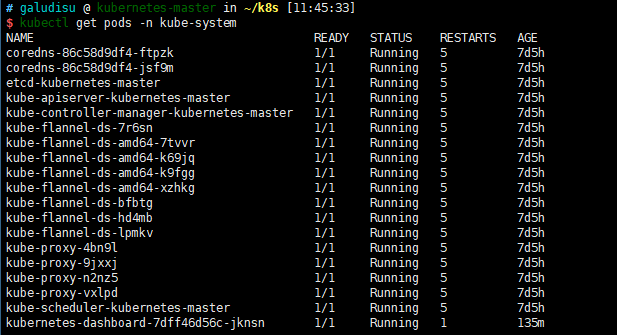 # galudisu @ kubernetes-master in ~/k8s [11:45:33]
$ kubectl get pods -n kube-system
NAME READY STATUS RESTARTS AGE
coredns-86c58d9df4-ftpzk 1/1 Running 5 7d5h
coredns-86c58d9df4-jsf9m 1/1 Running 5 7d5h
etcd-kubernetes-master 1/1 Running 5 7d5h
kube-apiserver-kubernetes-master 1/1 Running 5 7d5h
kube-controller-manager-kubernetes-master 1/1 Running 5 7d5h
kube-flannel-ds-7r6sn 1/1 Running 5 7d5h
kube-flannel-ds-amd64-7tvvr 1/1 Running 5 7d5h
kube-flannel-ds-amd64-k69jq 1/1 Running 5 7d5h
kube-flannel-ds-amd64-k9fgg 1/1 Running 5 7d5h
kube-flannel-ds-amd64-xzhkg 1/1 Running 5 7d5h
kube-flannel-ds-bfbtg 1/1 Running 5 7d5h
kube-flannel-ds-hd4mb 1/1 Running 5 7d5h
kube-flannel-ds-lpmkv 1/1 Running 5 7d5h
kube-proxy-4bn9l 1/1 Running 5 7d5h
kube-proxy-9jxxj 1/1 Running 5 7d5h
kube-proxy-n2nz5 1/1 Running 5 7d5h
kube-proxy-vxlpd 1/1 Running 5 7d5h
kube-scheduler-kubernetes-master 1/1 Running 5 7d5h
kubernetes-dashboard-7dff46d56c-jknsn 1/1 Running 1 135m